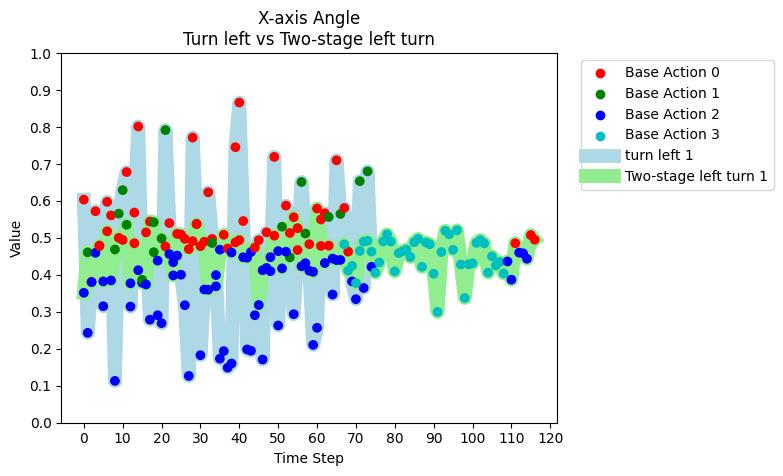 X-axis Angle
Turn left vs Two-stage left turn
Value
1.0
0.9
0.8
0.7
0.6
0.5
0.4
0.3
0.2
0.1
0.0
0 10 20 30 40 50 60 70 80 90 100 110 120
Time Step
Base Action 0
Base Action 1
Base Action 2
Base Action 3
turn left 1
Two-stage left turn 1